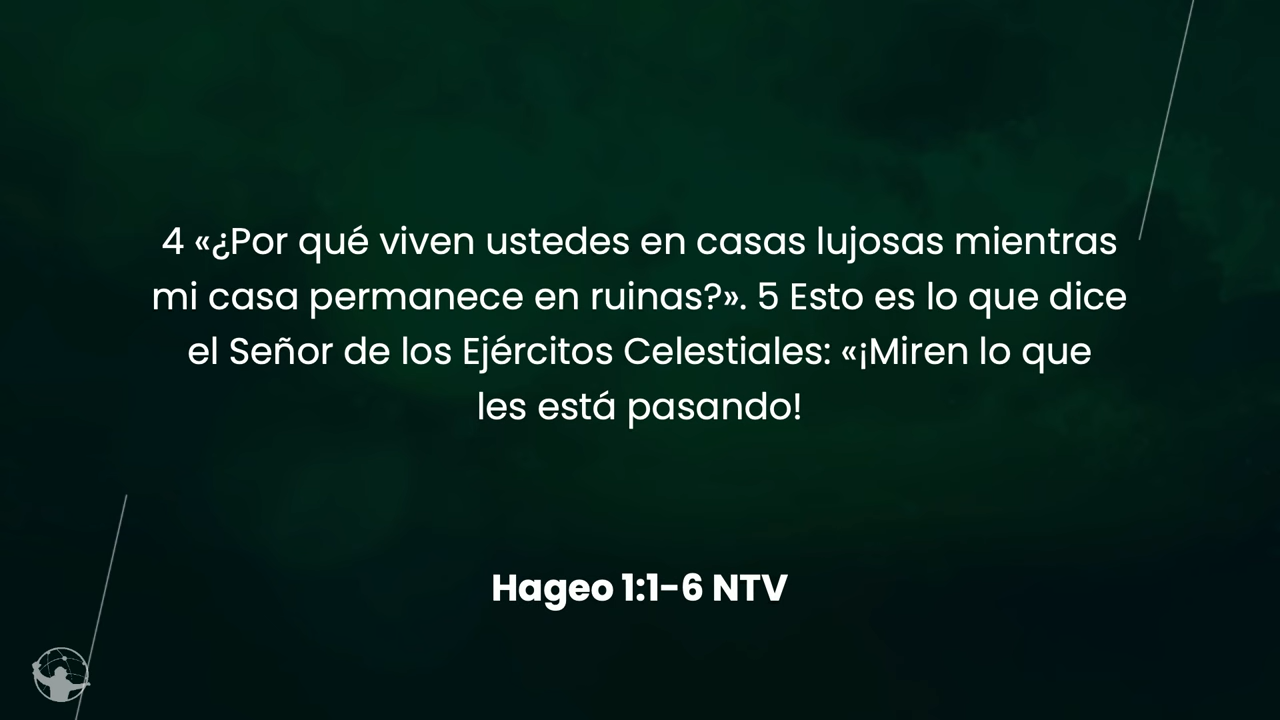 4 «¿Por qué viven ustedes en casas lujosas mientras
mi casa permanece en ruinas?». 5 Esto es lo que dice
el Señor de los Ejércitos Celestiales: «¡Miren lo que
les está pasando!
Hageo 1:1-6 NTV